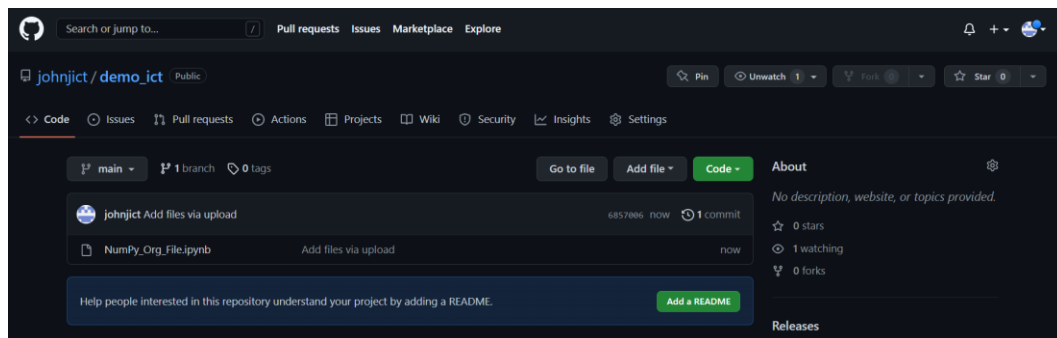 Search or jump to... / Pull requests Issues Marketplace Explore
johnjict / demo_ict Public Pin Unwatch 1 Fork 0 Star 0
<> Code Issues Pull requests Actions Projects Wiki Security Insights Settings
main 1 branch 0 tags Go to file Add file Code About
No description, website, or topics provided.
johnjict Add files via upload 6857006 now 1 commit
0 stars
NumPy_Org_File.ipynb Add files via upload now
1 watching
0 forks
Help people interested in this repository understand your project by adding a README. Add a README
Releases